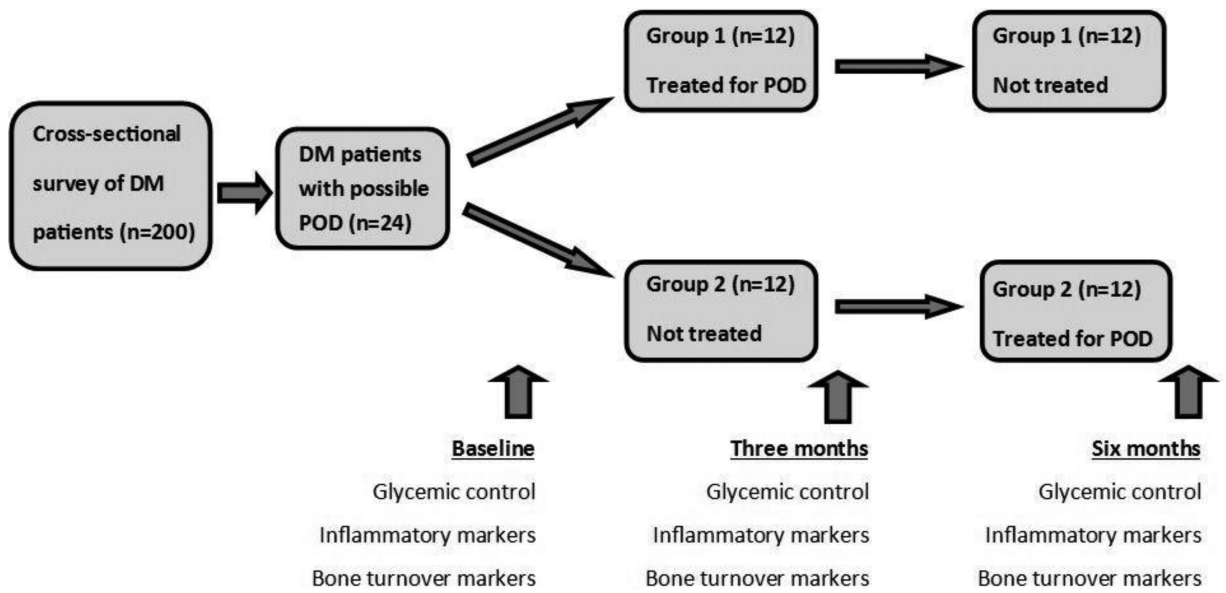 Cross-sectional
survey of DM
patients (n=200)
DM patients
with possible
POD (n=24)
Group 1 (n=12)
Treated for POD
Group 1 (n=12)
Not treated
Group 2 (n=12)
Not treated
Group 2 (n=12)
Treated for POD
Baseline
Glycemic control
Inflammatory markers
Bone turnover markers
Three months
Glycemic control
Inflammatory markers
Bone turnover markers
Six months
Glycemic control
Inflammatory markers
Bone turnover markers